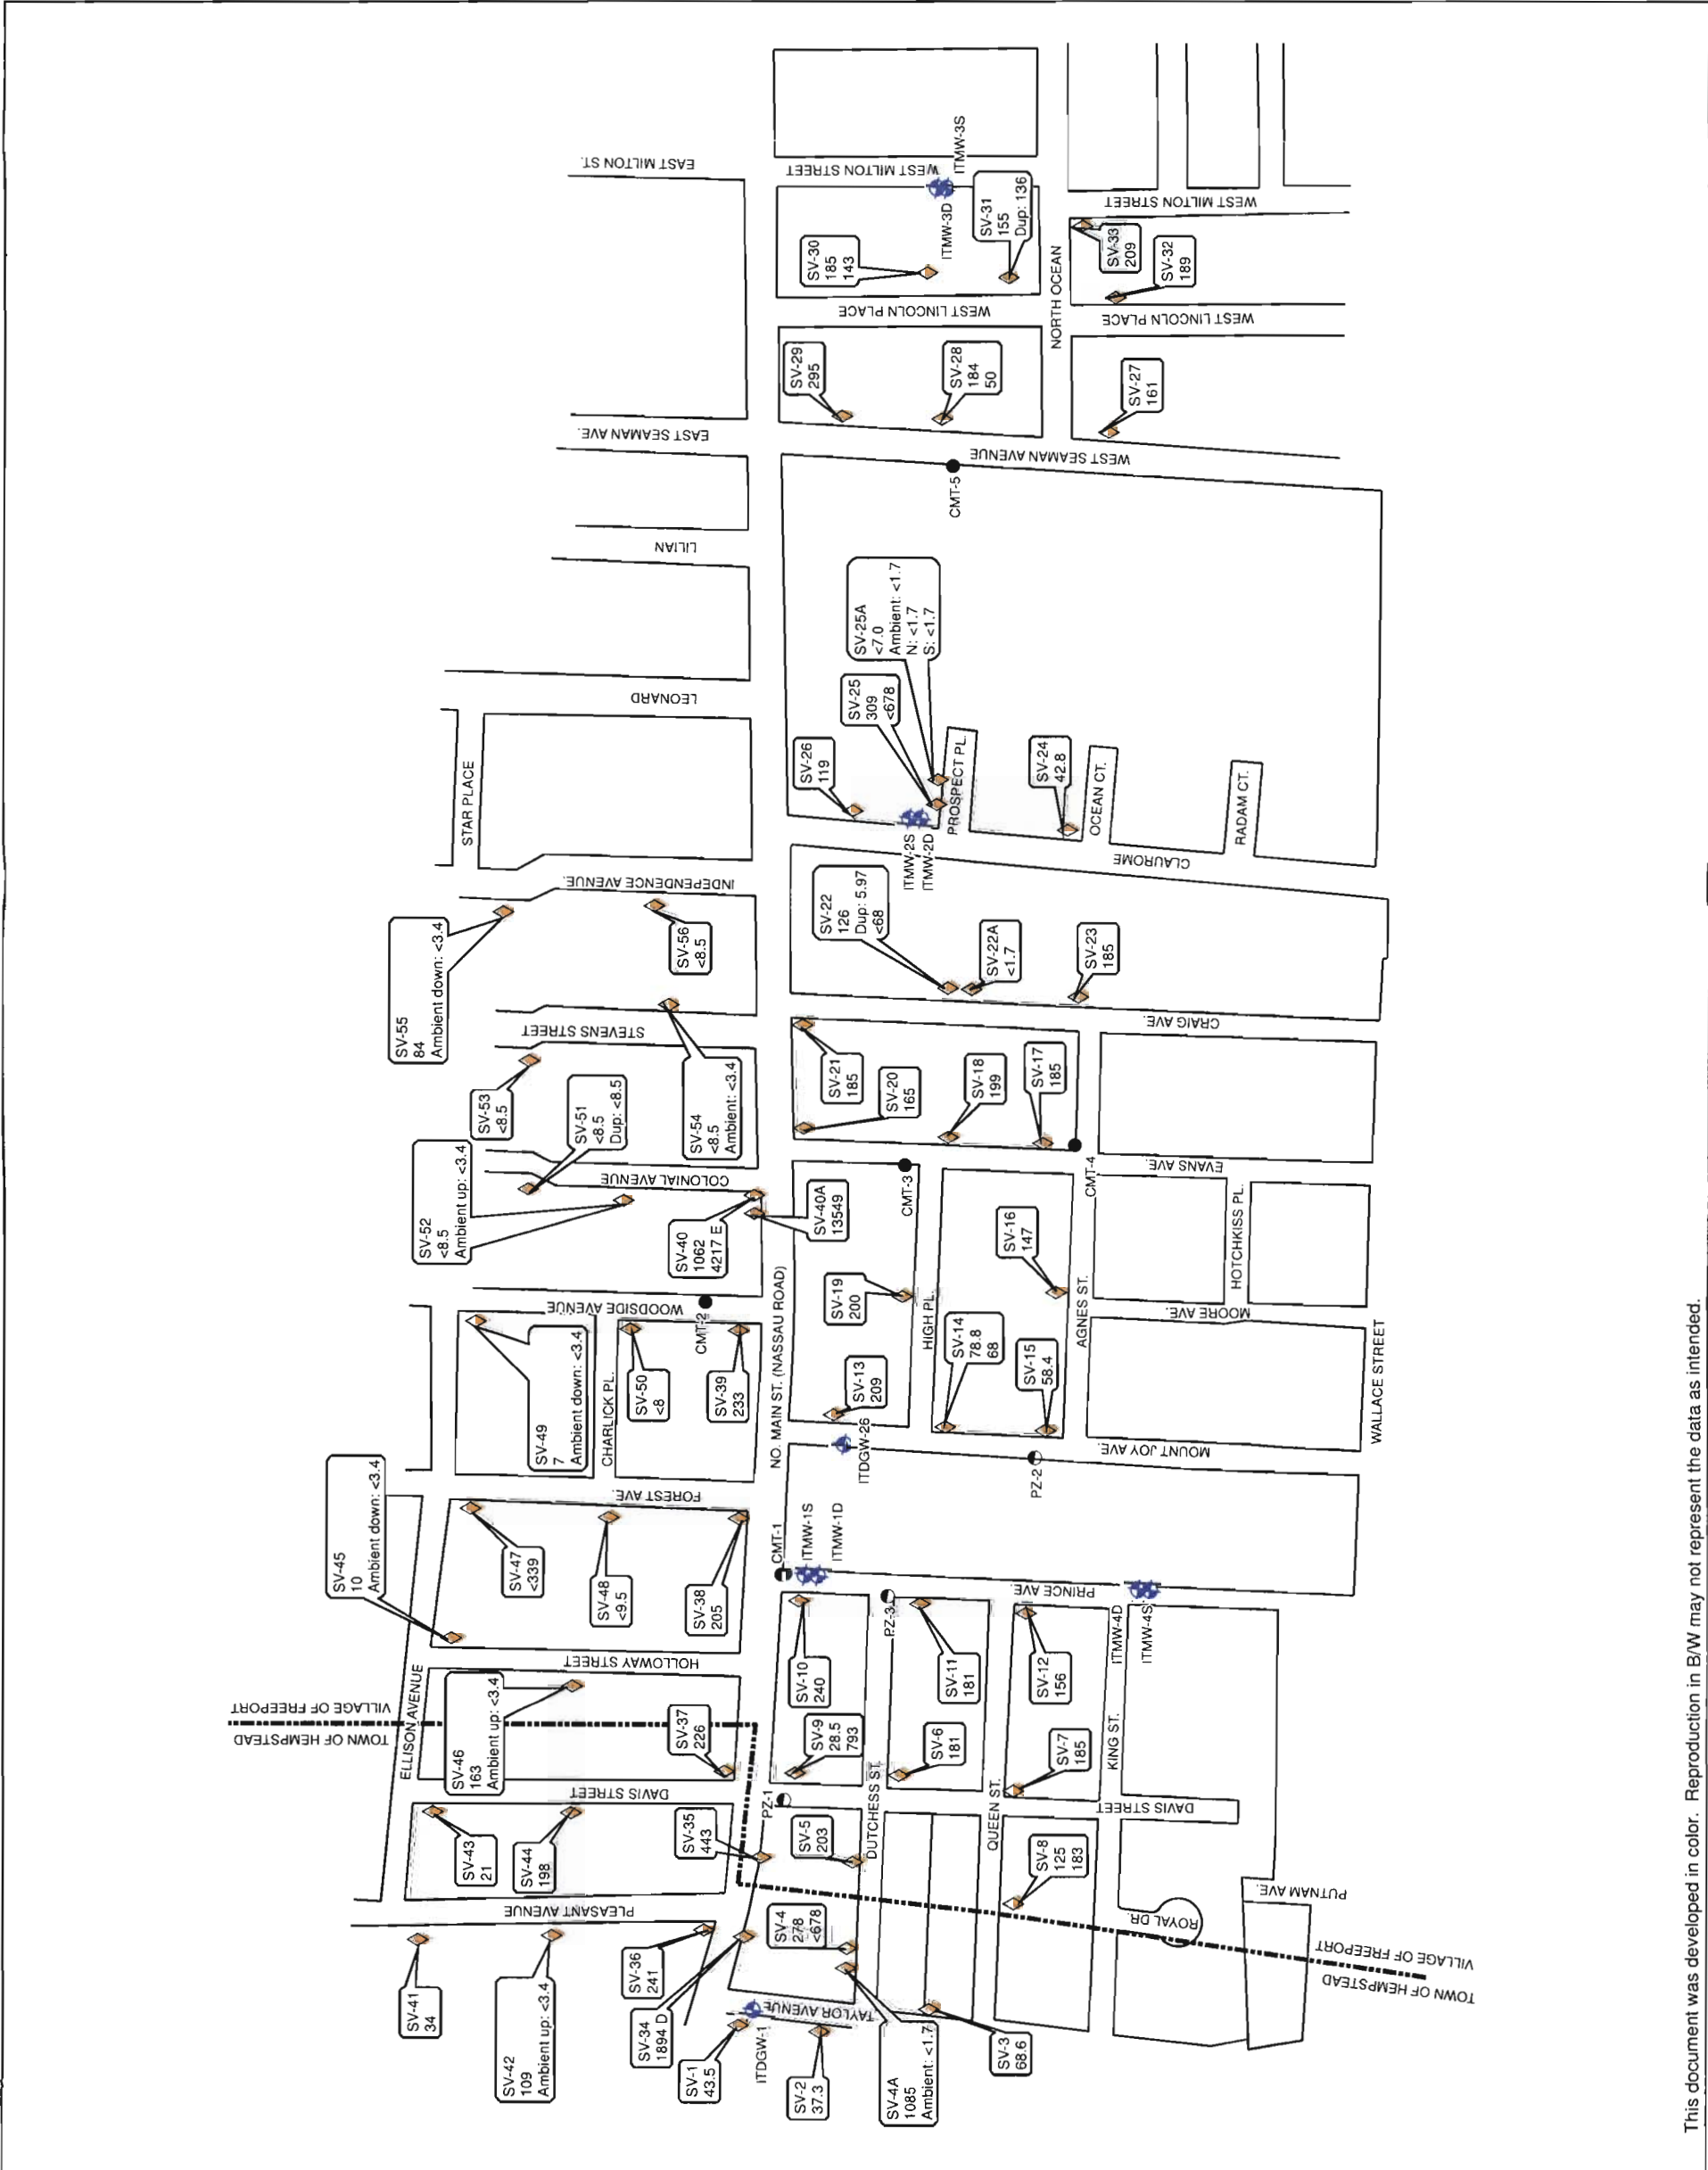 EAST MILTON ST.
WEST MILTON STREET
ITMW-3S
ITMW-3D
SV-31
155
Dup: 136
SV-30
185
143
WEST MILTON STREET
SV-33
209
SV-32
189
NORTH OCEAN
WEST LINCOLN PLACE
WEST LINCOLN PLACE
SV-29
295
SV-28
184
50
SV-27
161
EAST SEAMAN AVE.
WEST SEAMAN AVENUE
CMT-5
LILIAN
SV-25A
<7.0
Ambient: <1.7
N: <1.7
S: <1.7
LEONARD
SV-25
309
<678
STAR PLACE
SV-26
119
PROSPECT PL.
SV-24
42.8
OCEAN CT.
RADAM CT.
ITMW-2S
ITMW-2D
CLAUROME
INDEPENDENCE AVENUE.
SV-22
126
Dup: 5.97
<68
SV-55
84
Ambient down: <3.4
SV-56
<8.5
SV-22A
<1.7
SV-23
185
STEVENS STREET
CRAIG AVE.
SV-53
<8.5
SV-51
<8.5
Dup: <8.5
SV-54
<8.5
Ambient: <3.4
SV-21
185
SV-20
165
SV-18
199
SV-17
185
SV-52
<8.5
Ambient up: <3.4
COLONIAL AVENUE
EVANS AVE.
CMT-3
CMT-4
SV-40
1062
4217 E
SV-40A
13549
SV-16
147
HOTCHKISS PL.
SV-19
200
WOODSIDE AVENUE
CMT-2
NO. MAIN ST. (NASSAU ROAD)
HIGH PL.
AGNES ST.
MOORE AVE.
WALLACE STREET
SV-49
7
Ambient down: <3.4
CHARLICK PL.
SV-50
<8
SV-39
233
SV-13
209
SV-14
78.8
68
SV-15
58.4
ITDGW-26
MOUNT JOY AVE.
PZ-2
FOREST AVE.
SV-45
10
Ambient down: <3.4
CMT-1
ITMW-1S
ITMW-1D
SV-47
<339
SV-48
<9.5
SV-38
205
PRINCE AVE.
PZ-3
ITMW-4D
ITMW-4S
HOLLOWAY STREET
SV-10
240
SV-11
181
SV-12
156
ELLISON AVENUE
VILLAGE OF FREEPORT
TOWN OF HEMPSTEAD
SV-46
163
Ambient up: <3.4
SV-37
226
SV-9
28.5
793
SV-6
181
SV-7
185
KING ST.
DAVIS STREET
PZ-1
DUTCHESS ST.
QUEEN ST.
DAVIS STREET
SV-43
21
SV-44
198
SV-35
443
SV-5
203
SV-8
125
183
PLEASANT AVENUE
PUTNAM AVE.
ROYAL DR.
SV-4
278
<678
SV-41
34
SV-42
109
Ambient up: <3.4
SV-36
241
SV-34
1894 D
TAYLOR AVENUE
SV-1
43.5
ITDGW-1
SV-2
37.3
SV-4A
1085
Ambient: <1.7
SV-3
68.6
VILLAGE OF FREEPORT
TOWN OF HEMPSTEAD
This document was developed in color. Reproduction in B/W may not represent the data as intended.